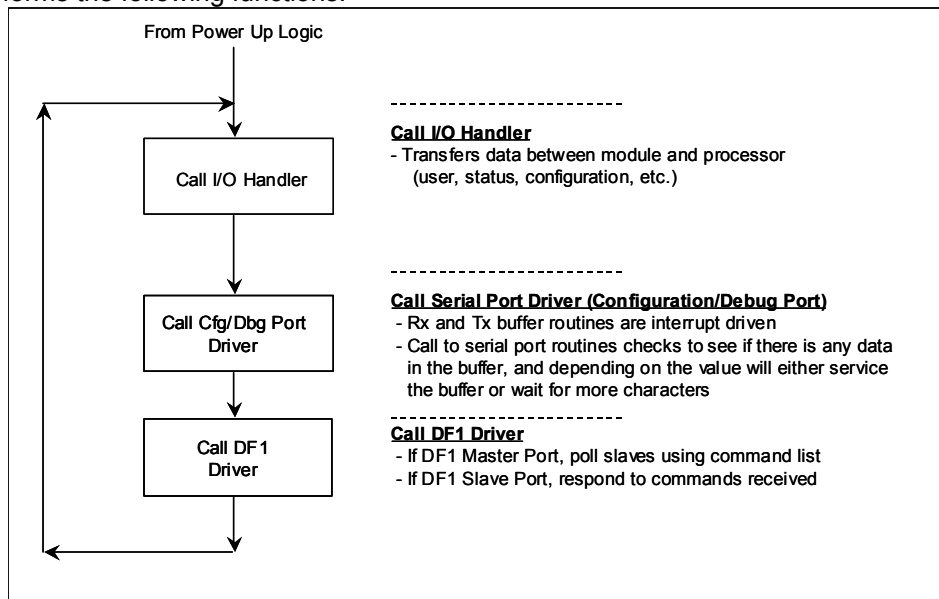 forms the following functions:
From Power Up Logic
Call I/O Handler
Call I/O Handler
- Transfers data between module and processor
(user, status, configuration, etc.)
Call Cfg/Dbg Port
Driver
Call Serial Port Driver (Configuration/Debug Port)
- Rx and Tx buffer routines are interrupt driven
- Call to serial port routines checks to see if there is any data
in the buffer, and depending on the value will either service
the buffer or wait for more characters
Call DF1
Driver
Call DF1 Driver
- If DF1 Master Port, poll slaves using command list
- If DF1 Slave Port, respond to commands received